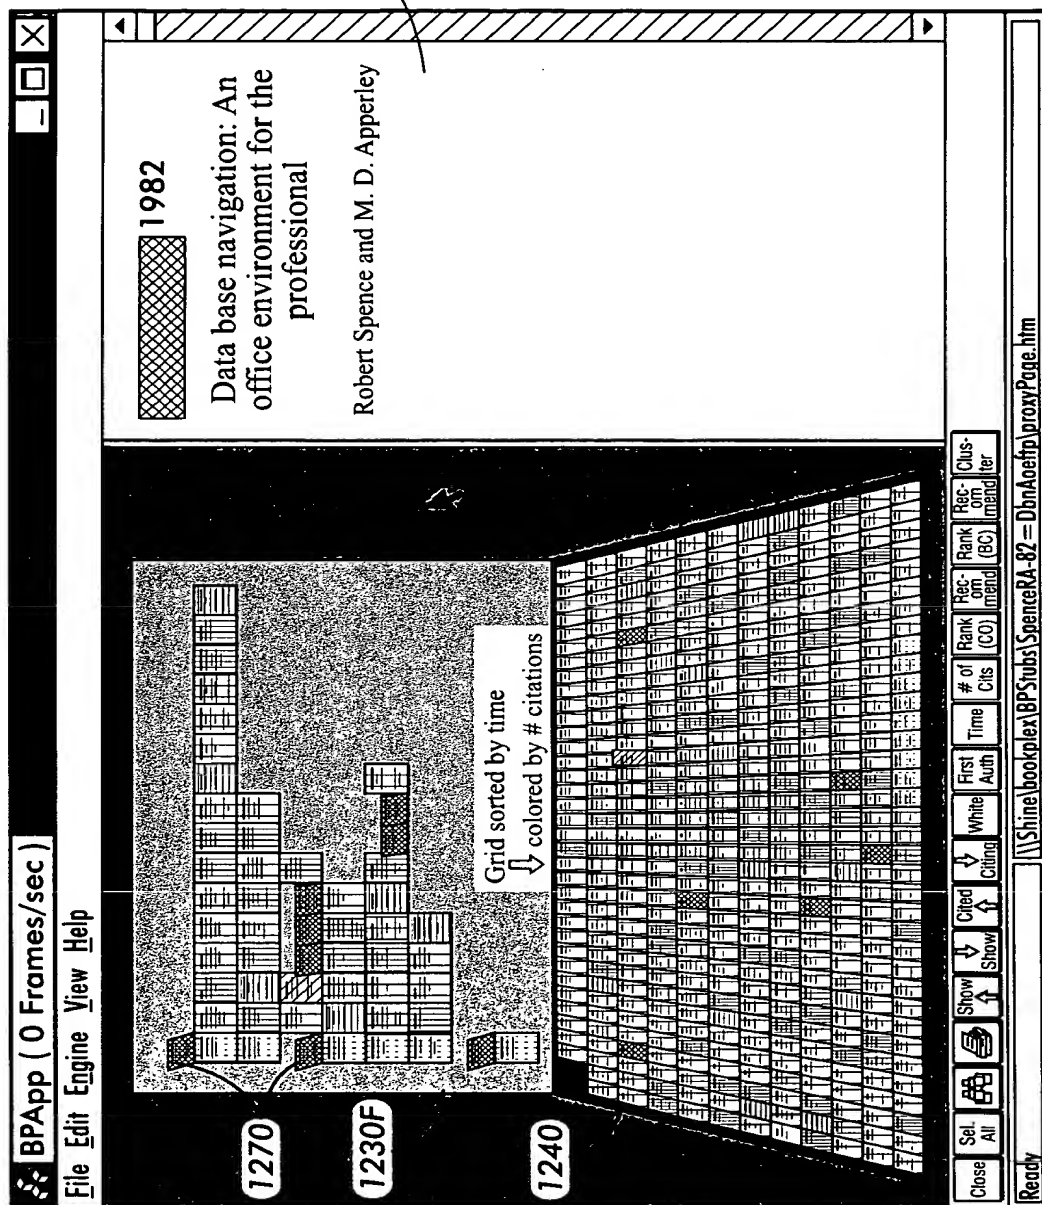 BPApp ( 0 Frames/sec )
File Edit Engine View Help
1270
1230F
1240
Grid sorted by time
colored by # citations
1982
Data base navigation: An
office environment for the
professional
Robert Spence and M. D. Apperley
Close
Sel.
All
Show
Show
Cited
Citing
White
First
Auth
Time
# of
Cits
Rank
(CO)
Rec-
om
mend
Rank
(BC)
Rec-
om
mend
Clus-
ter
Ready
\\Shine\bookplex\BPStubs\SpenceRA-82=DbnAoeftp\proxyPage.htm